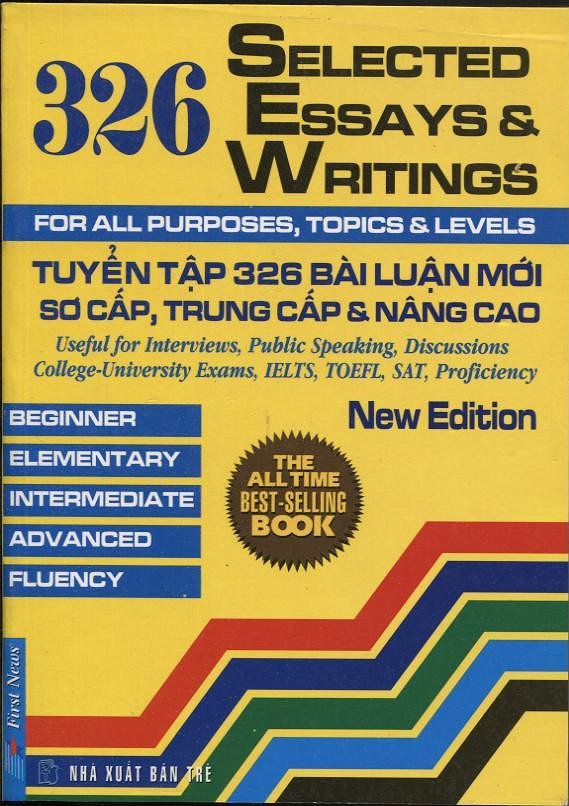 326
SELECTED
ESSAYS &
WRITINGS
FOR ALL PURPOSES, TOPICS & LEVELS
TUYỂN TẬP 326 BÀI LUẬN MỚI
SƠ CẤP, TRUNG CẤP & NÂNG CAO
Useful for Interviews, Public Speaking, Discussions
College-University Exams, IELTS, TOEFL, SAT, Proficiency
New Edition
BEGINNER
ELEMENTARY
INTERMEDIATE
ADVANCED
FLUENCY
THE
ALL TIME
BEST-SELLING
BOOK
First News
NHÀ XUẤT BẢN TRẺ